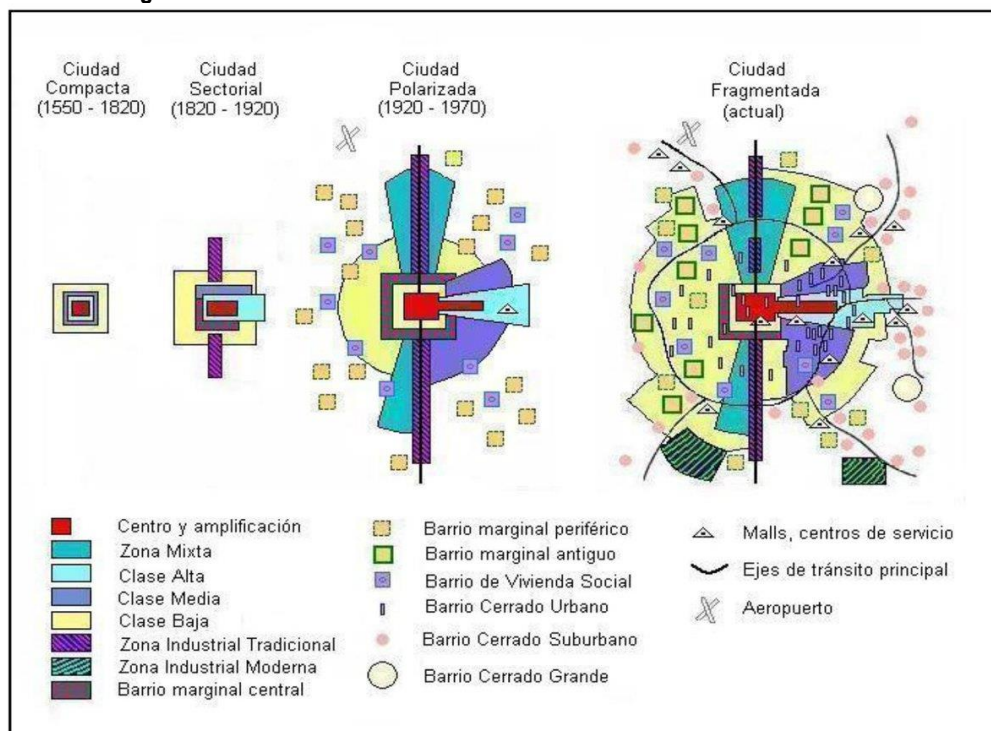 Ciudad
Compacta
(1550 - 1820)
Ciudad
Sectorial
(1820 - 1920)
Ciudad
Polarizada
(1920 - 1970)
Ciudad
Fragmentada
(actual)
Centro y amplificación
Zona Mixta
Clase Alta
Clase Media
Clase Baja
Zona Industrial Tradicional
Zona Industrial Moderna
Barrio marginal central
Barrio marginal periférico
Barrio marginal antiguo
Barrio de Vivienda Social
Barrio Cerrado Urbano
Barrio Cerrado Suburbano
Barrio Cerrado Grande
Malls, centros de servicio
Ejes de tránsito principal
Aeropuerto